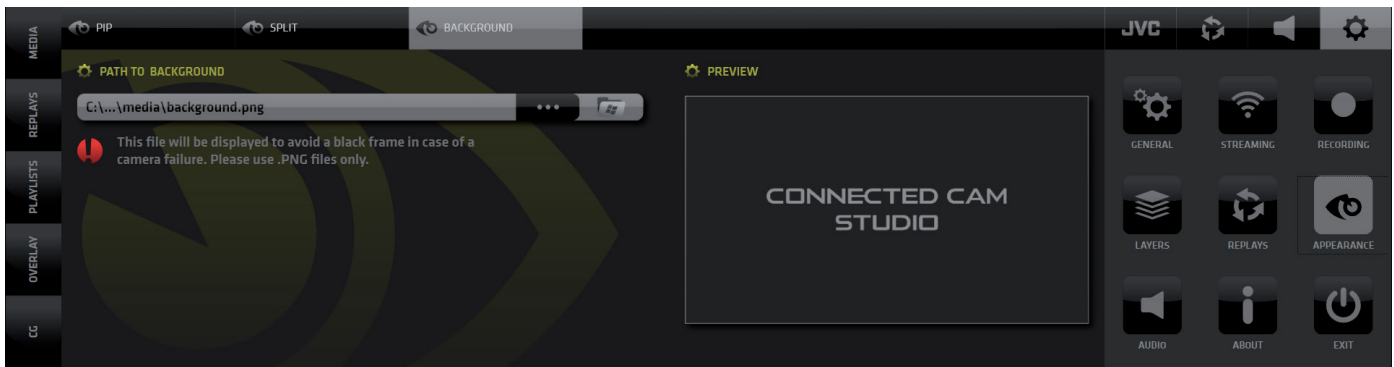 MEDIA
REPLAYS
PLAYLISTS
OVERLAY
CG
PIP
SPLIT
BACKGROUND
PATH TO BACKGROUND
C:\...\media\background.png
This file will be displayed to avoid a black frame in case of a
camera failure. Please use .PNG files only.
PREVIEW
CONNECTED CAM
STUDIO
JVC
GENERAL
STREAMING
RECORDING
LAYERS
REPLAYS
APPEARANCE
AUDIO
ABOUT
EXIT